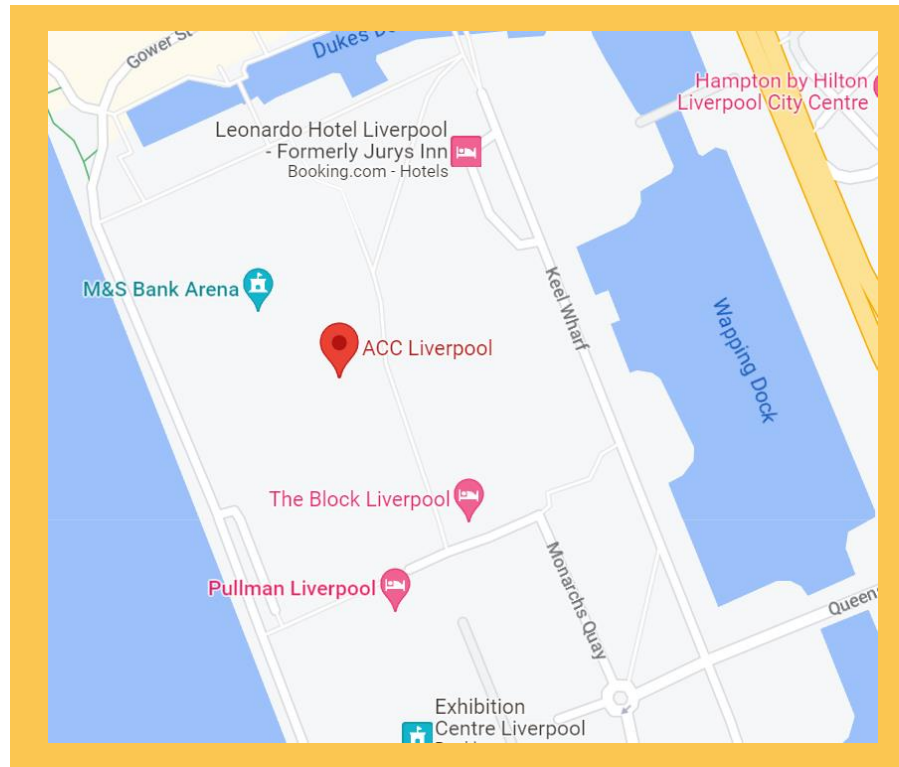 Gower St
Dukes Do
Hampton by Hilton
Liverpool City Centre
Leonardo Hotel Liverpool
- Formerly Jurys Inn
Booking.com - Hotels
M&S Bank Arena
Keel Wharf
Wapping Dock
ACC Liverpool
The Block Liverpool
Monarchs Quay
Pullman Liverpool
Queens
Exhibition
Centre Liverpool